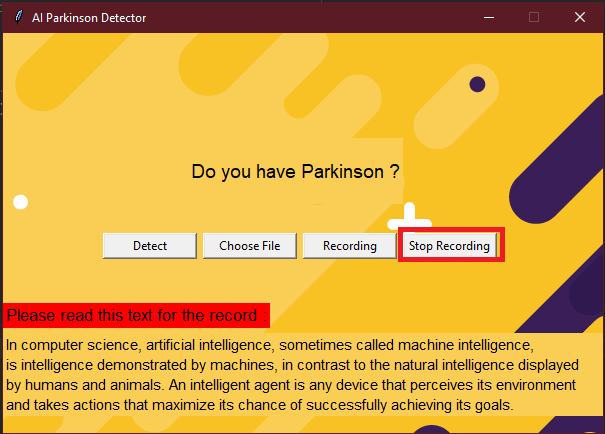 AI Parkinson Detector
Do you have Parkinson ?
Detect
Choose File
Recording
Stop Recording
Please read this text for the record :
In computer science, artificial intelligence, sometimes called machine intelligence,
is intelligence demonstrated by machines, in contrast to the natural intelligence displayed
by humans and animals. An intelligent agent is any device that perceives its environment
and takes actions that maximize its chance of successfully achieving its goals.